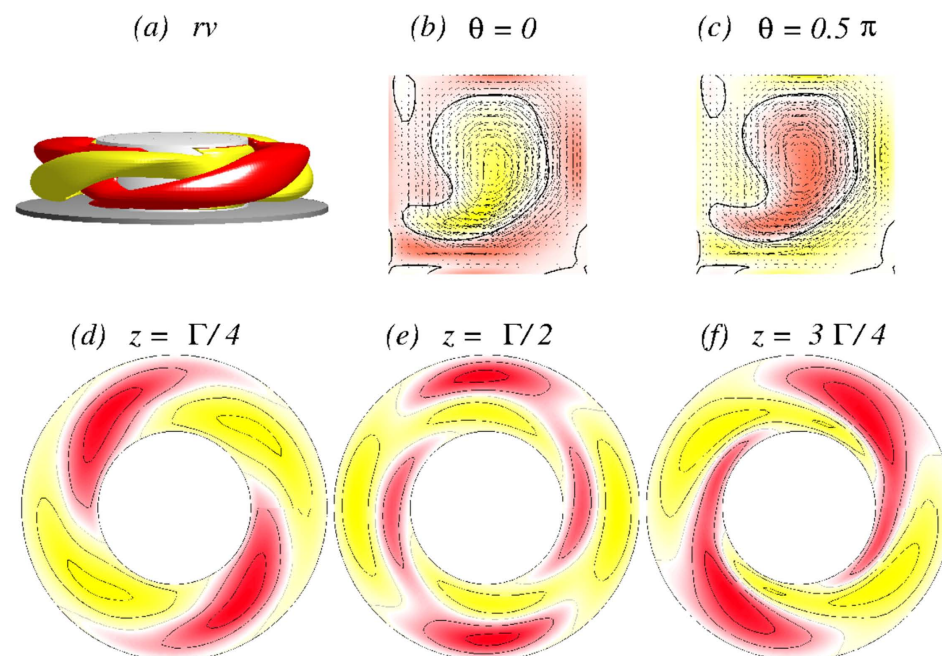 (a) rv (b) θ = 0 (c) θ = 0.5 π
(d) z = Γ/4 (e) z = Γ/2 (f) z = 3 Γ/4